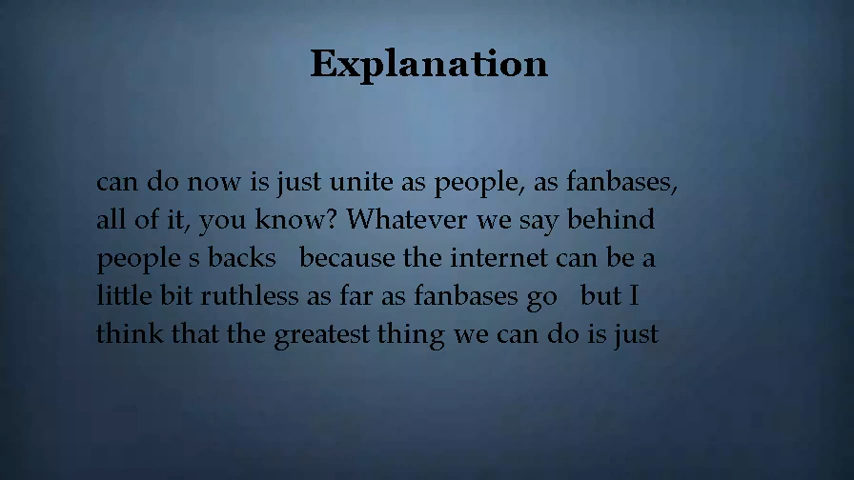 Explanation
can do now is just unite as people, as fanbases,
all of it, you know? Whatever we say behind
people s backs   because the internet can be a
little bit ruthless as far as fanbases go   but I
think that the greatest thing we can do is just